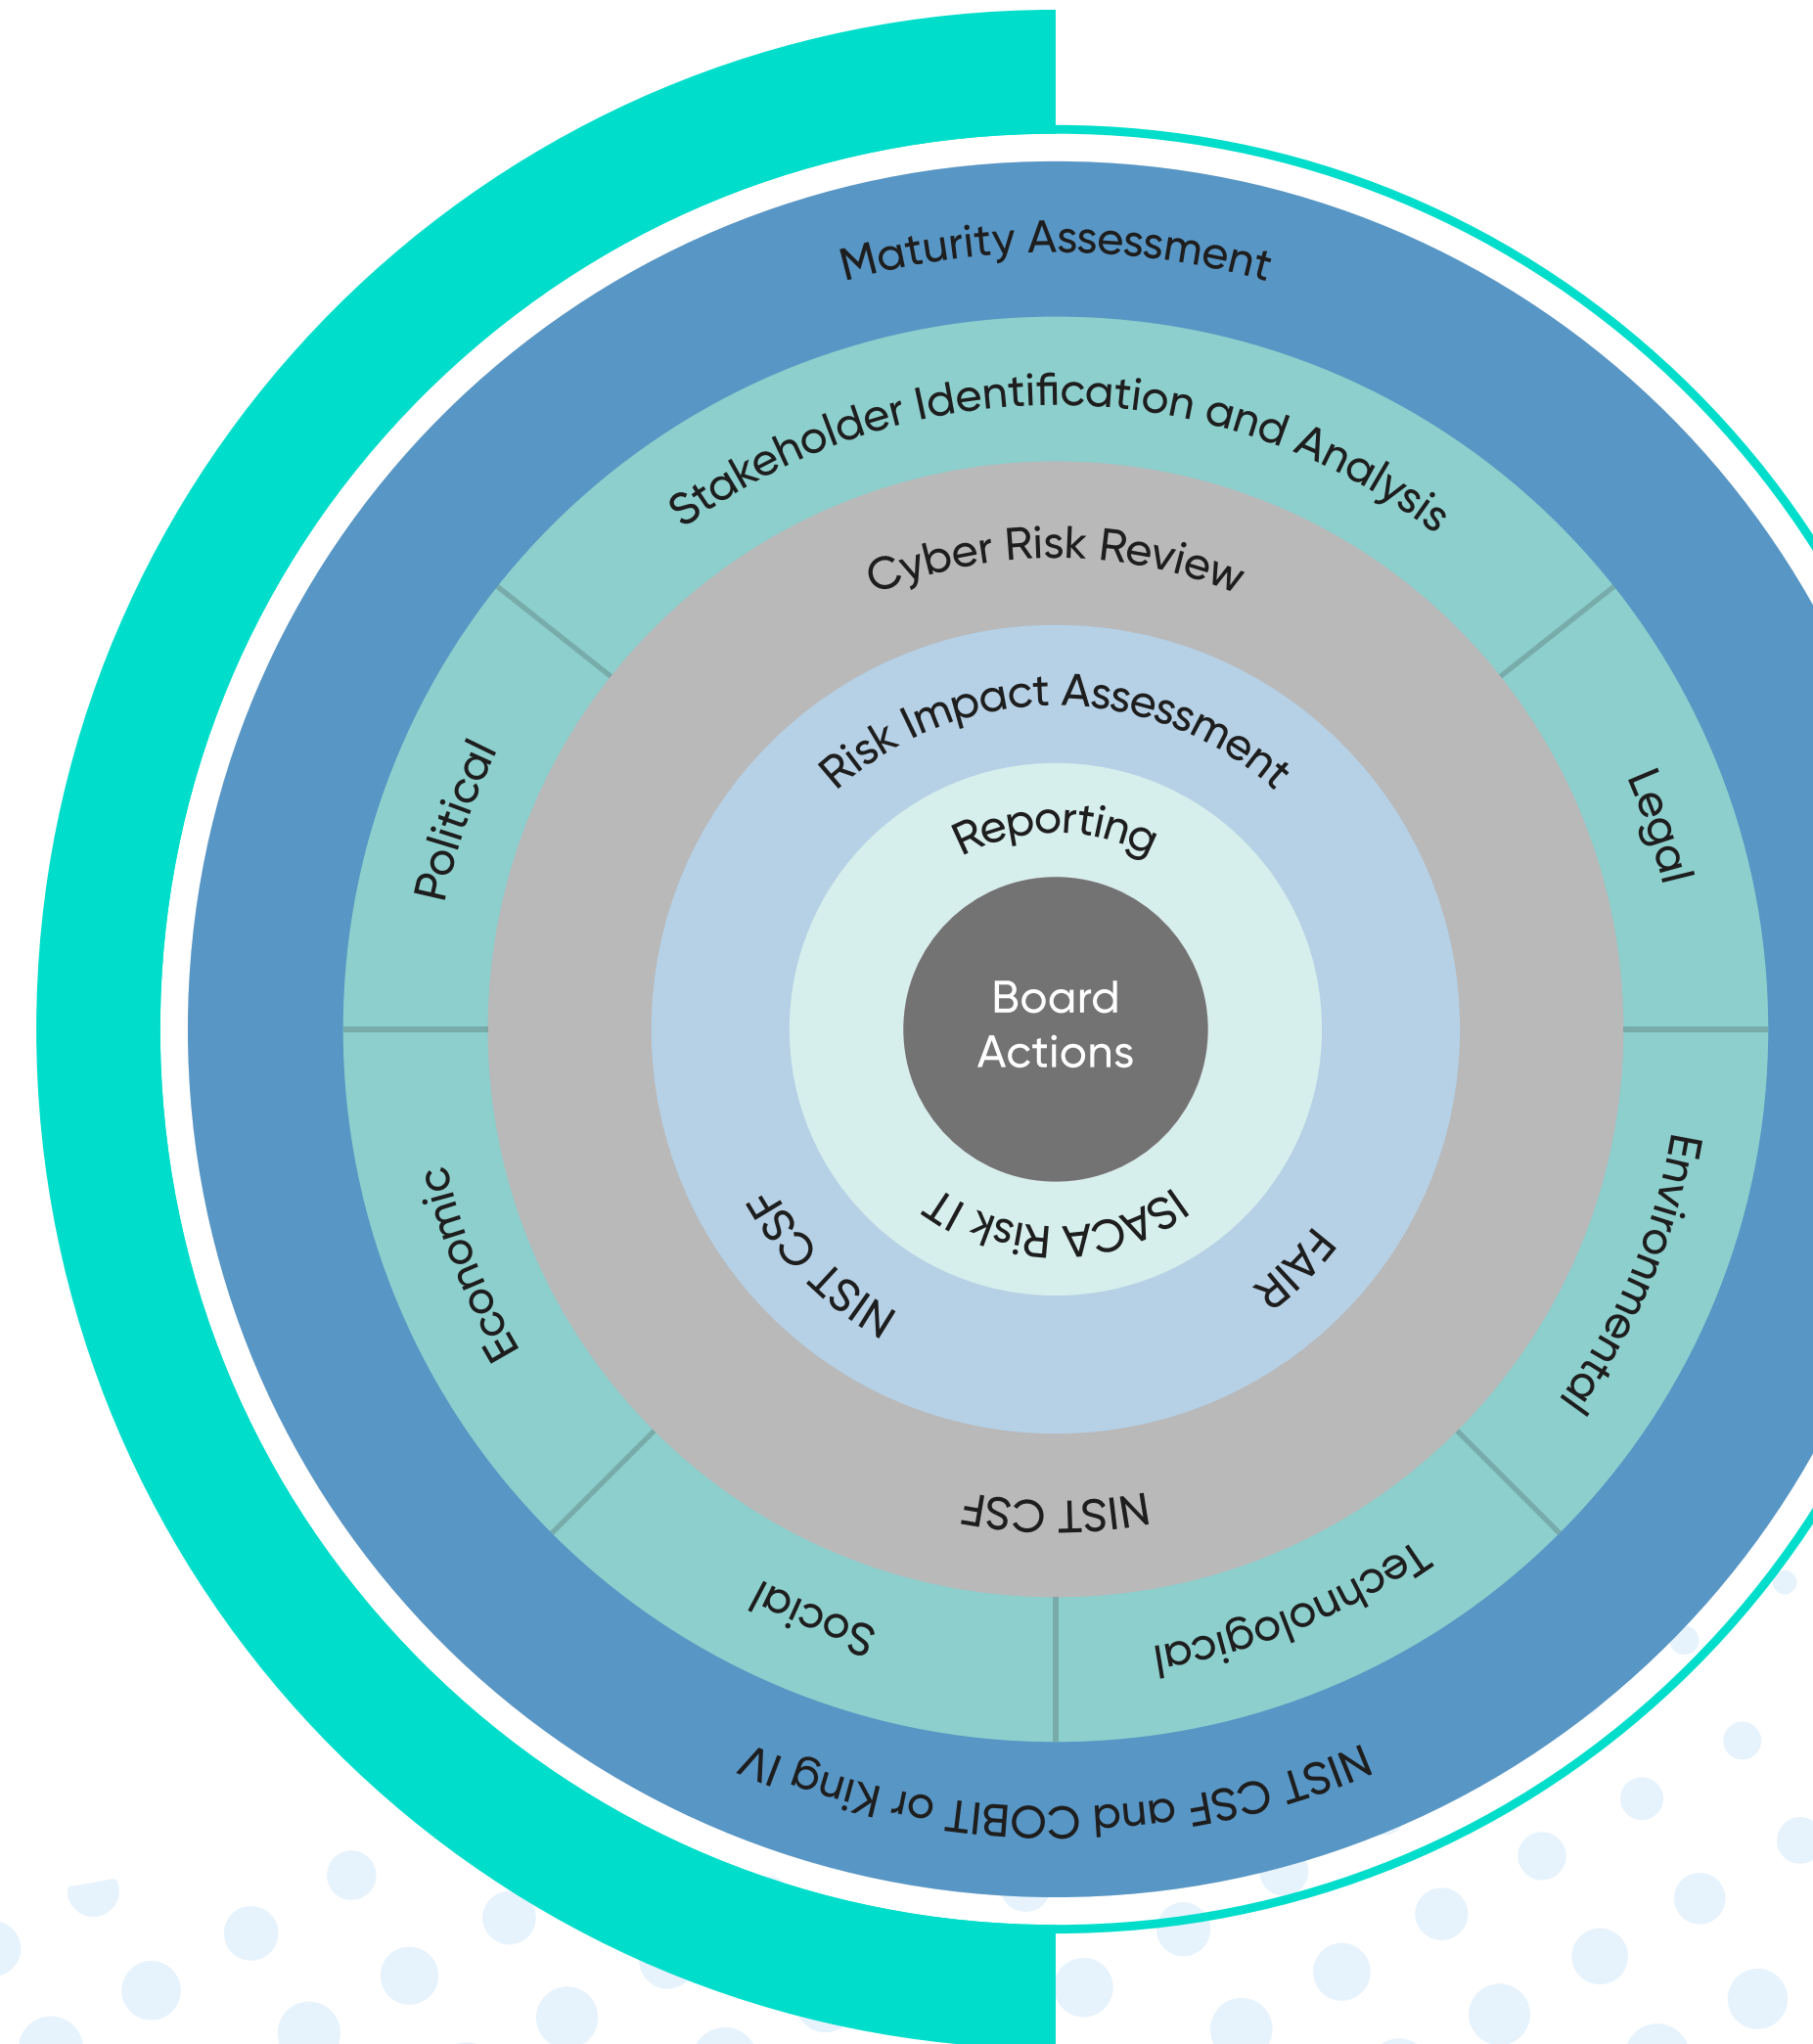 Maturity Assessment
Stakeholder Identification and Analysis
Cyber Risk Review
Risk Impact Assessment
Reporting
Board
Actions
Political
Legal
Economic
Environmental
Social
Technological
ISACA Risk IT
NIST CSF
FAIR
NIST CSF
NIST CSF and COBIT or King IV